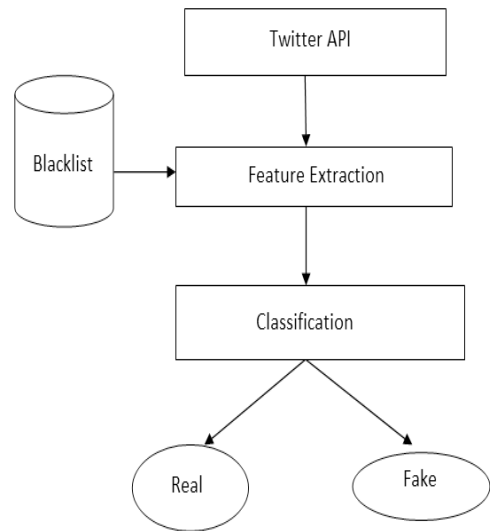 Twitter API
Blacklist
Feature Extraction
Classification
Real
Fake